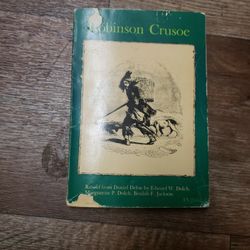 Robinson Crusoe
Retold from Daniel Defoe by Edward W. Dolch,
Marguerite P. Dolch, Beulah F. Jackson